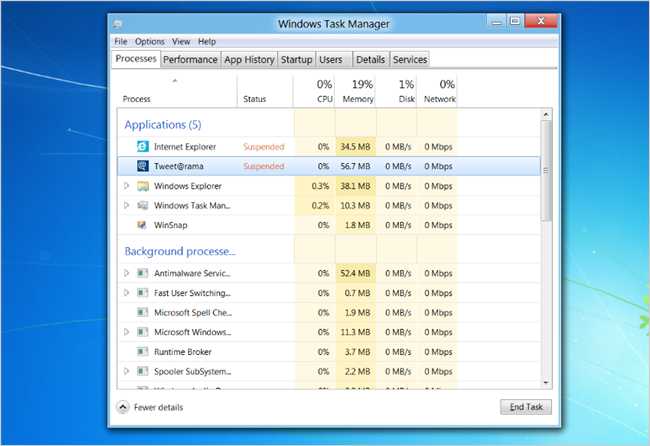 Windows Task Manager
File Options View Help
Processes Performance App History Startup Users Details Services
0% 19% 1% 0%
Process Status CPU Memory Disk Network
Applications (5)
Internet Explorer Suspended 0% 34.5 MB 0 MB/s 0 Mbps
Tweet@rama Suspended 0% 56.7 MB 0 MB/s 0 Mbps
Windows Explorer 0.3% 38.1 MB 0 MB/s 0 Mbps
Windows Task Man... 0.2% 10.3 MB 0 MB/s 0 Mbps
WinSnap 0% 1.8 MB 0 MB/s 0 Mbps
Background processe...
Antimalware Servic... 0% 52.4 MB 0 MB/s 0 Mbps
Fast User Switching... 0% 0.7 MB 0 MB/s 0 Mbps
Microsoft Spell Che... 0% 1.9 MB 0 MB/s 0 Mbps
Microsoft Windows... 0% 11.3 MB 0 MB/s 0 Mbps
Runtime Broker 0% 3.7 MB 0 MB/s 0 Mbps
Spooler SubSystem... 0% 2.2 MB 0 MB/s 0 Mbps
Fewer details End Task